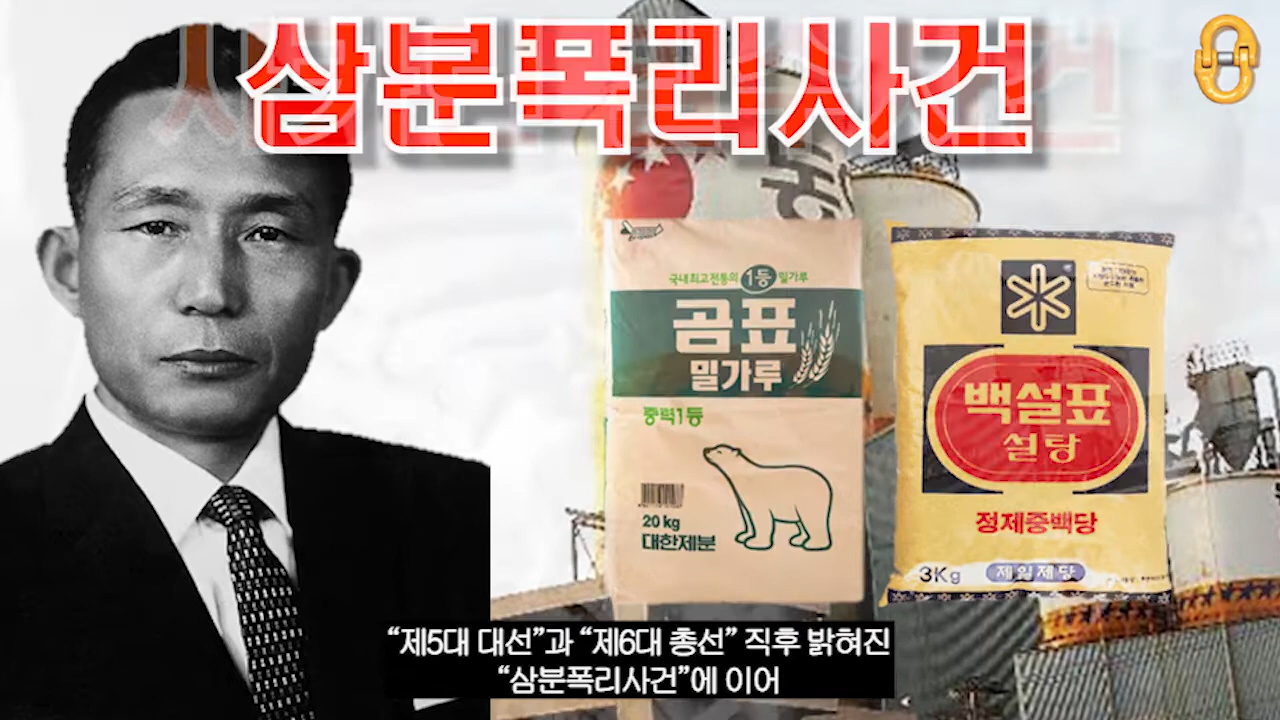 삼분폭리사건
국내 최고 전통의 1등 밀가루
곰표
밀가루
중력1등
20 kg
대한제분
백설표
설탕
정제중백당
3Kg 제일제당
“제5대 대선”과 “제6대 총선” 직후 밝혀진
“삼분폭리사건”에 이어